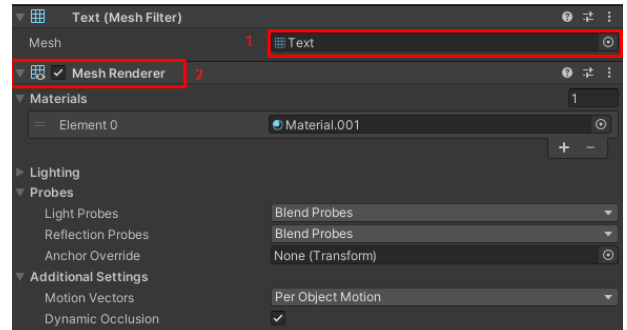 Text (Mesh Filter)
Mesh 1 Text
Mesh Renderer 2
Materials 1
Element 0 Material.001
+ −
Lighting
Probes
Light Probes Blend Probes
Reflection Probes Blend Probes
Anchor Override None (Transform)
Additional Settings
Motion Vectors Per Object Motion
Dynamic Occlusion